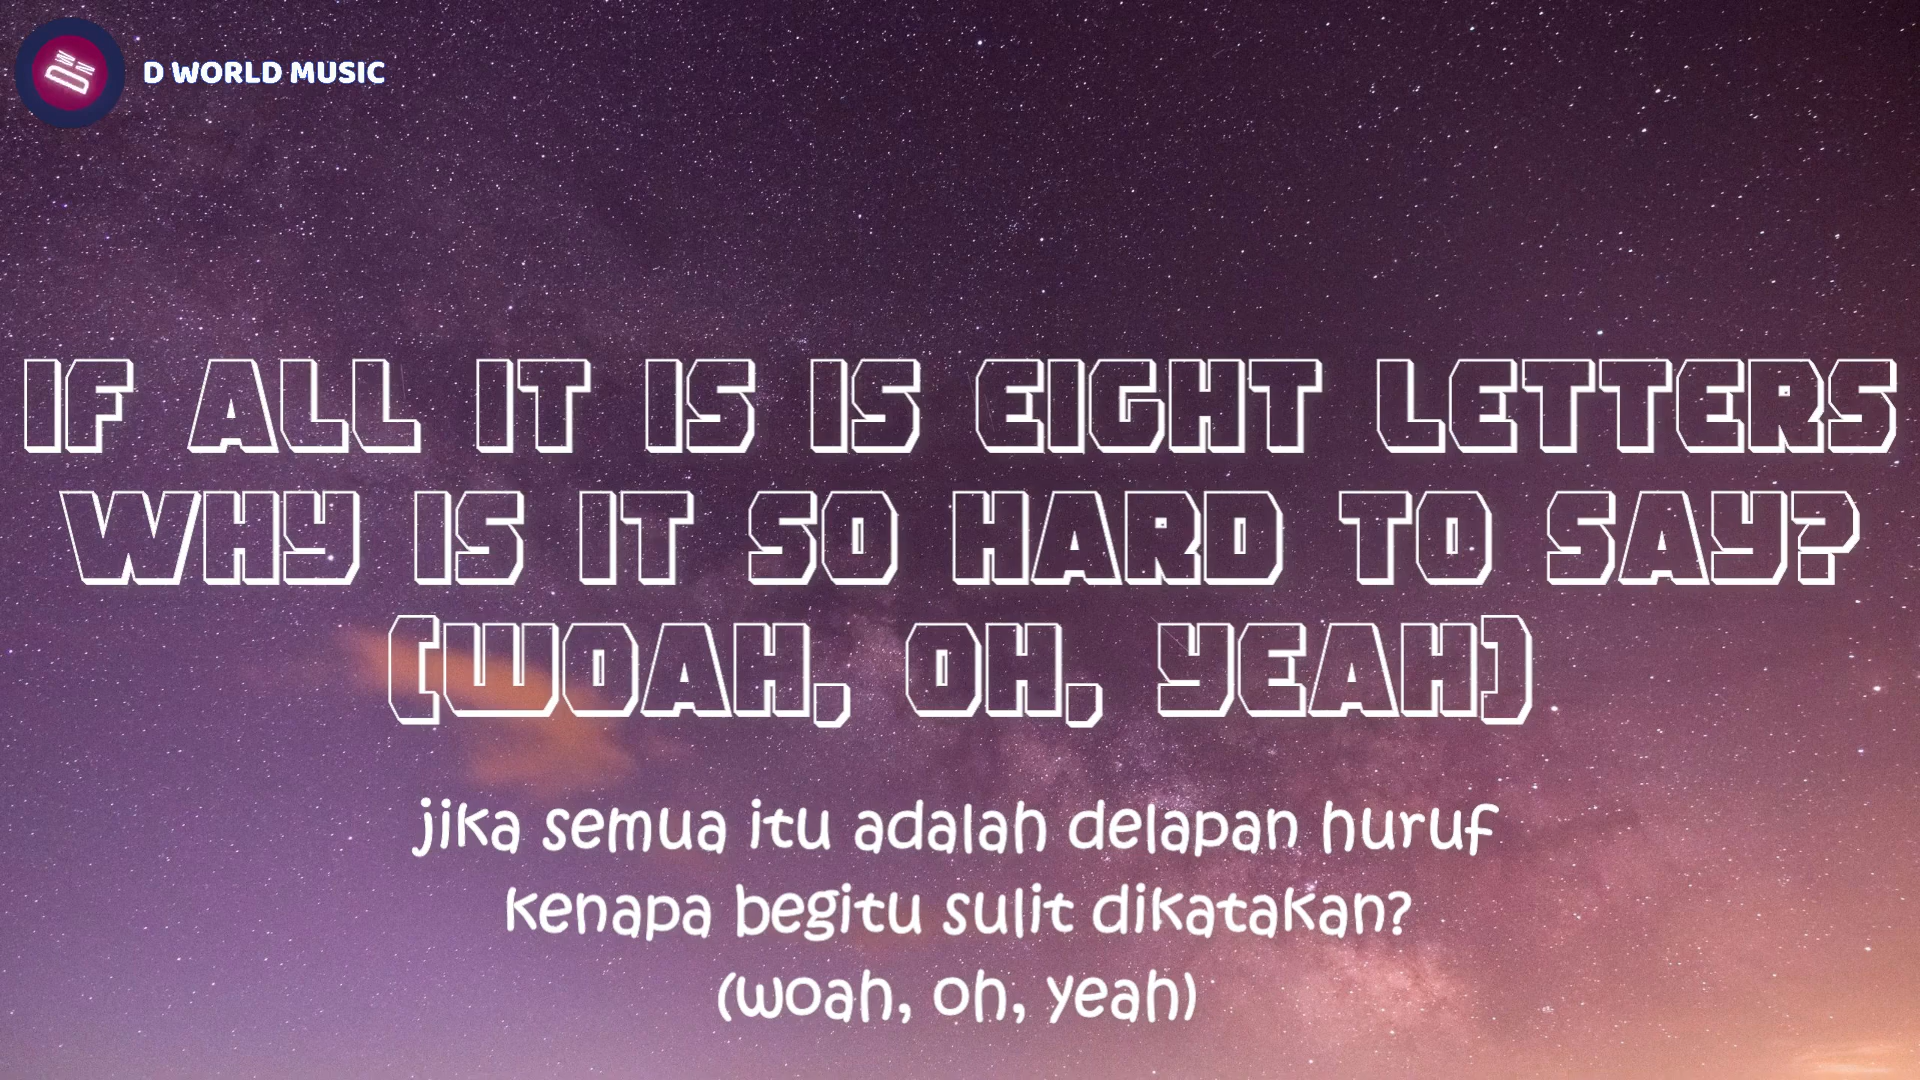 D WORLD MUSIC
IF ALL IT IS IS EIGHT LETTERS
WHY IS IT SO HARD TO SAY?
(WOAH, OH, YEAH)
jika semua itu adalah delapan huruf
kenapa begitu sulit dikatakan?
(woah, oh, yeah)